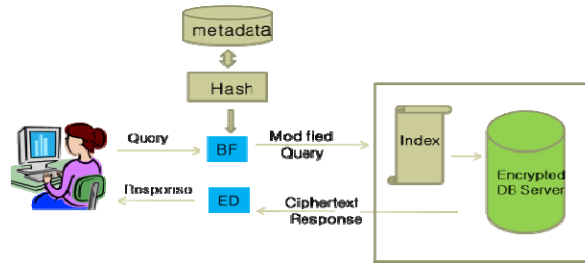 metadata
Hash
Query
BF
Modified
Query
Index
Encrypted
DB Server
Response
ED
Ciphertext
Response